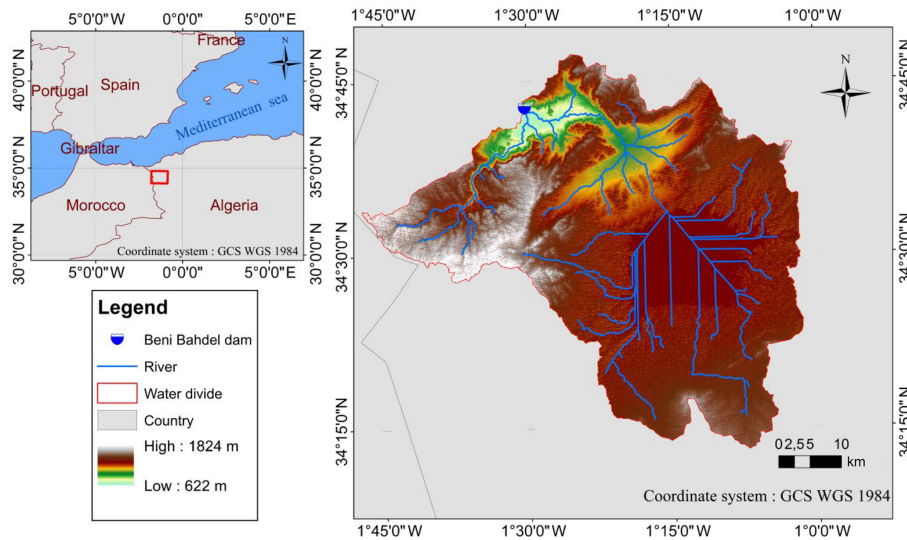 5°0'0"W 0°0'0"E 5°0'0"E
France
N
40°0'0"N
40°0'0"N
Portugal
Spain
Mediterranean sea
Gibraltar
35°0'0"N
35°0'0"N
Morocco
Algeria
Coordinate system : GCS WGS 1984
30°0'0"N
30°0'0"N
5°0'0"W 0°0'0"E 5°0'0"E
Legend
Beni Bahdel dam
River
Water divide
Country
High : 1824 m
Low : 622 m
1°45'0"W 1°30'0"W 1°15'0"W 1°0'0"W
N
34°45'0"N
34°45'0"N
34°30'0"N
34°30'0"N
34°15'0"N
34°15'0"N
0 2,5 5 10
km
Coordinate system : GCS WGS 1984
1°45'0"W 1°30'0"W 1°15'0"W 1°0'0"W